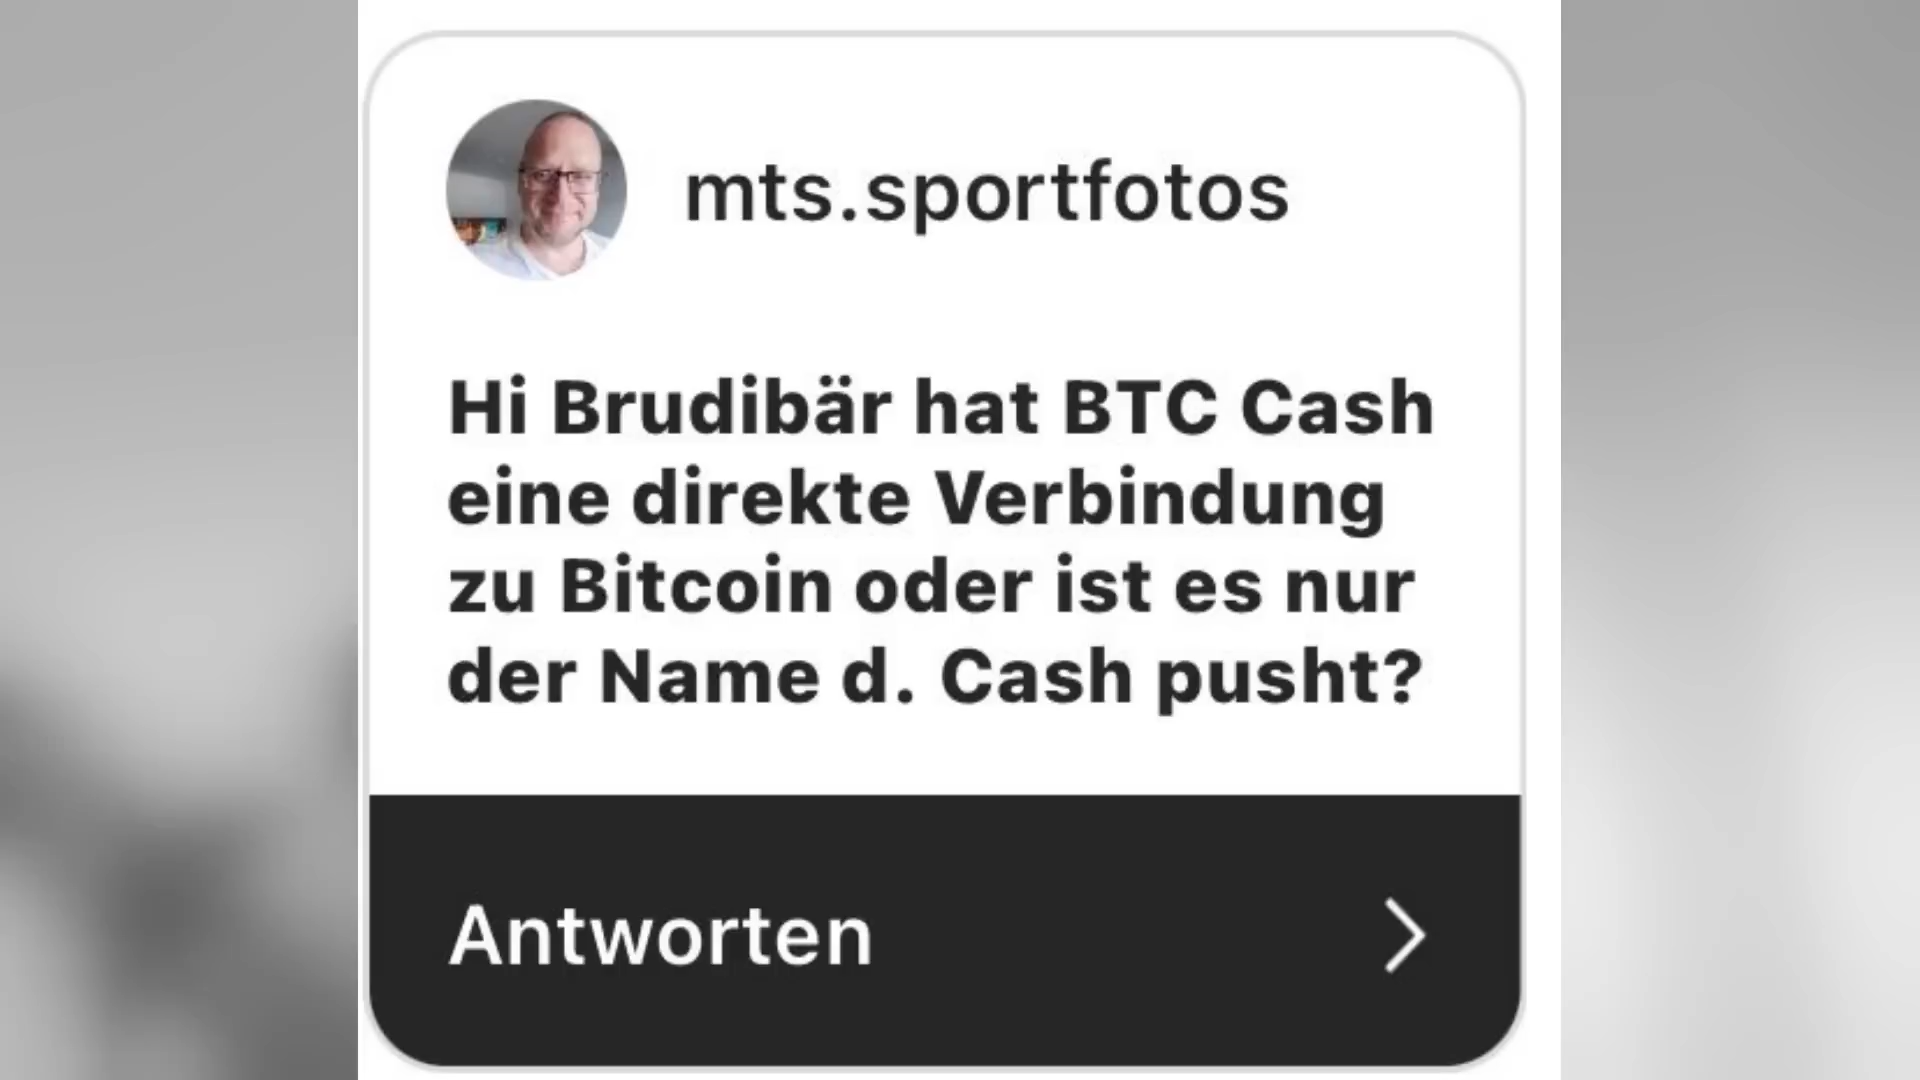 mts.sportfotos
Hi Brudibär hat BTC Cash
eine direkte Verbindung
zu Bitcoin oder ist es nur
der Name d. Cash pusht?
Antworten